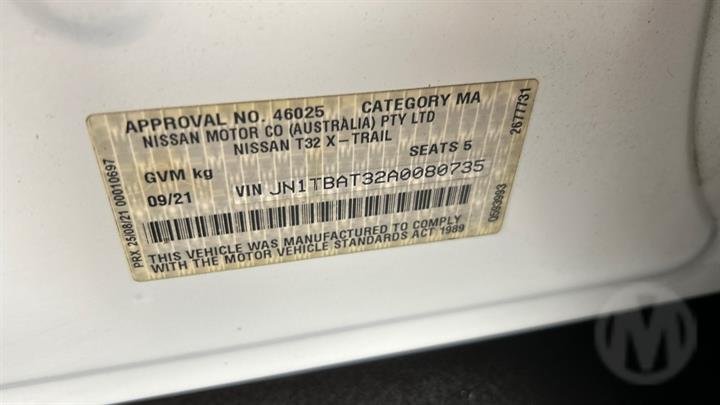 APPROVAL NO. 46025 CATEGORY MA
NISSAN MOTOR CO (AUSTRALIA) PTY LTD
NISSAN T32 X-TRAIL
GVM kg SEATS 5
09/21 VIN JN1TBAT32A0080735
THIS VEHICLE WAS MANUFACTURED TO COMPLY
WITH THE MOTOR VEHICLE STANDARDS ACT 1989
PRX 25/08/21 00010697
2677731
0593993
M